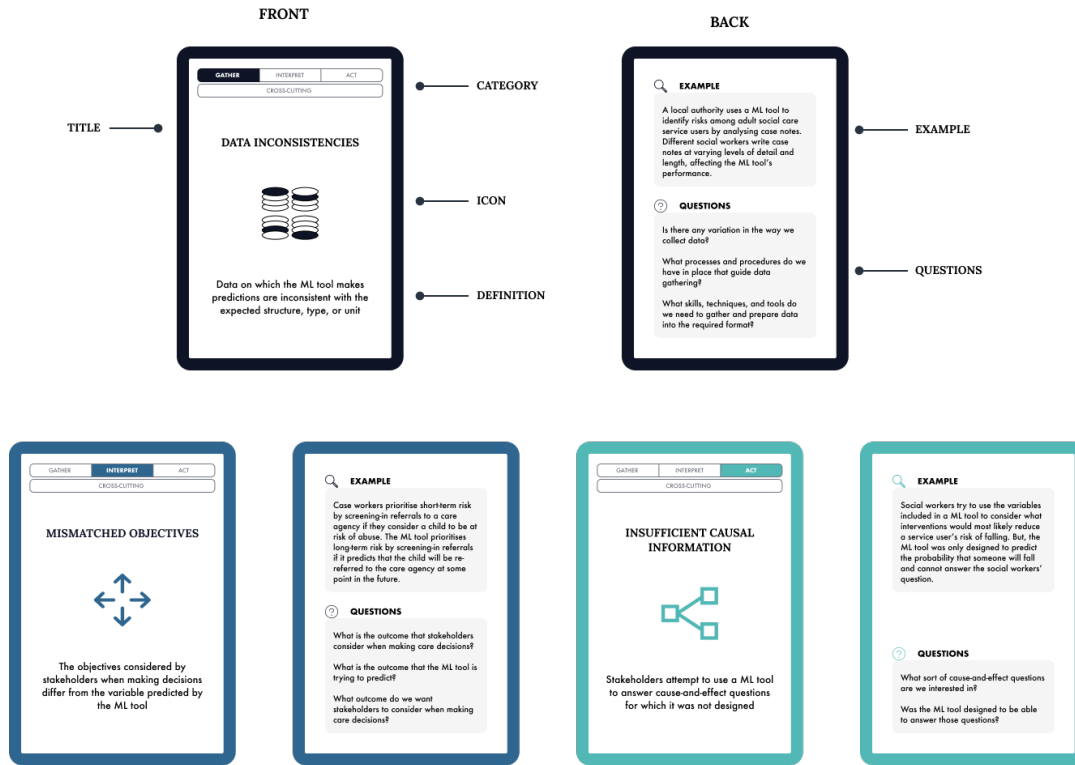 FRONT
BACK
TITLE
GATHER INTERPRET ACT
CROSS-CUTTING
DATA INCONSISTENCIES
Data on which the ML tool makes
predictions are inconsistent with the
expected structure, type, or unit
CATEGORY
ICON
DEFINITION
EXAMPLE
A local authority uses a ML tool to
identify risks among adult social care
service users by analysing case notes.
Different social workers write case
notes at varying levels of detail and
length, affecting the ML tool's
performance.
? QUESTIONS
Is there any variation in the way we
collect data?
What processes and procedures do we
have in place that guide data
gathering?
What skills, techniques, and tools do
we need to gather and prepare data
into the required format?
EXAMPLE
QUESTIONS
GATHER INTERPRET ACT
CROSS-CUTTING
MISMATCHED OBJECTIVES
The objectives considered by
stakeholders when making decisions
differ from the variable predicted by
the ML tool
EXAMPLE
Case workers prioritise short-term risk
by screening-in referrals to a care
agency if they consider a child to be at
risk of abuse. The ML tool prioritises
long-term risk by screening-in referrals
if it predicts that the child will be re-
referred to the care agency at some
point in the future.
? QUESTIONS
What is the outcome that stakeholders
consider when making care decisions?
What is the outcome that the ML tool is
trying to predict?
What outcome do we want
stakeholders to consider when making
care decisions?
GATHER INTERPRET ACT
CROSS-CUTTING
INSUFFICIENT CAUSAL
INFORMATION
Stakeholders attempt to use a ML tool
to answer cause-and-effect questions
for which it was not designed
EXAMPLE
Social workers try to use the variables
included in a ML tool to consider what
interventions would most likely reduce
a service user's risk of falling. But, the
ML tool was only designed to predict
the probability that someone will fall
and cannot answer the social workers'
question.
? QUESTIONS
What sort of cause-and-effect questions
are we interested in?
Was the ML tool designed to be able
to answer those questions?